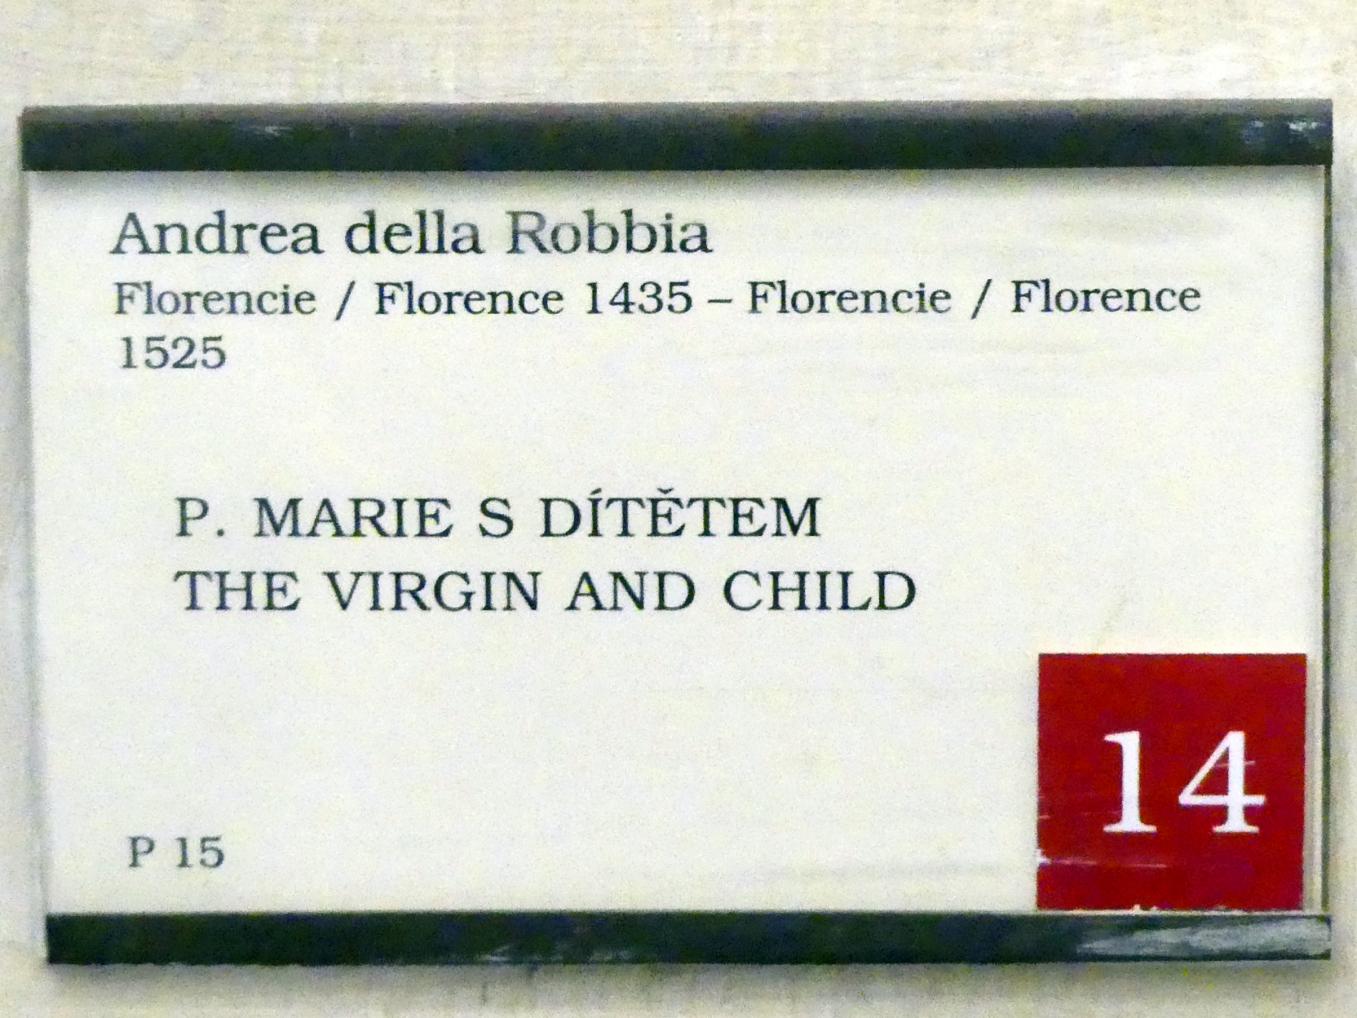 Andrea della Robbia
Florencie / Florence 1435 – Florencie / Florence
1525
P. MARIE S DÍTĚTEM
THE VIRGIN AND CHILD
14
P 15